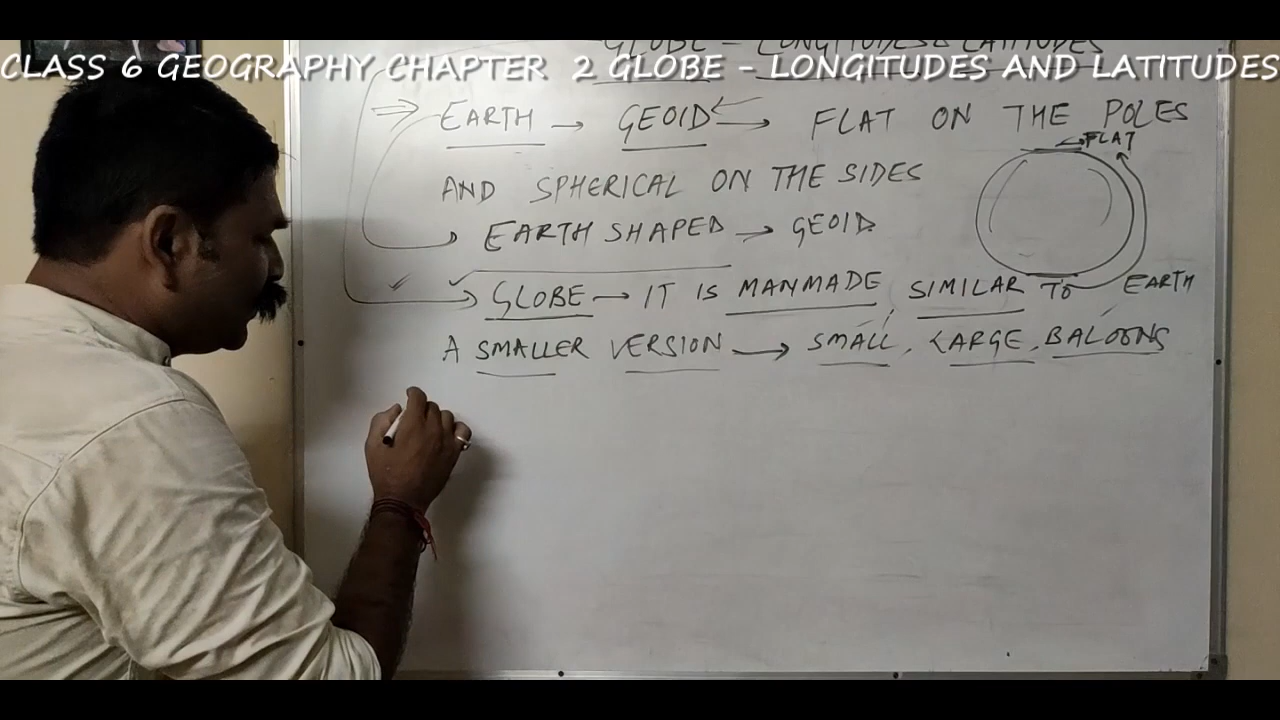 GLOBE - LONGITUDES & LATITUDES
CLASS 6 GEOGRAPHY CHAPTER 2 GLOBE - LONGITUDES AND LATITUDES
⇒ EARTH → GEOID → FLAT ON THE POLES
→ FLAT
AND SPHERICAL ON THE SIDES
EARTH SHAPED → GEOID
GLOBE → IT IS MANMADE SIMILAR TO EARTH
A SMALLER VERSION → SMALL, LARGE, BALOONS